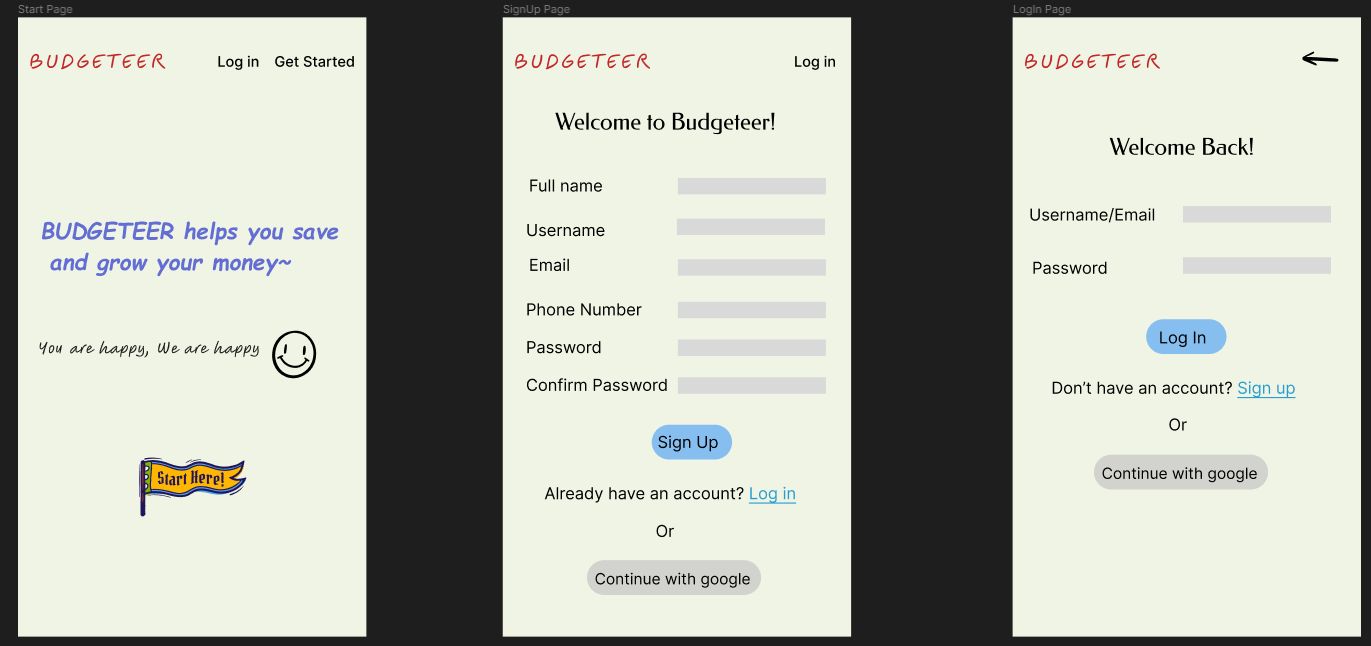 Start Page
BUDGETEER
Log in
Get Started
BUDGETEER helps you save
and grow your money~
You are happy, We are happy
Start Here!
SignUp Page
BUDGETEER
Log in
Welcome to Budgeteer!
Full name
Username
Email
Phone Number
Password
Confirm Password
Sign Up
Already have an account? Log in
Or
Continue with google
LogIn Page
BUDGETEER
Welcome Back!
Username/Email
Password
Log In
Don’t have an account? Sign up
Or
Continue with google